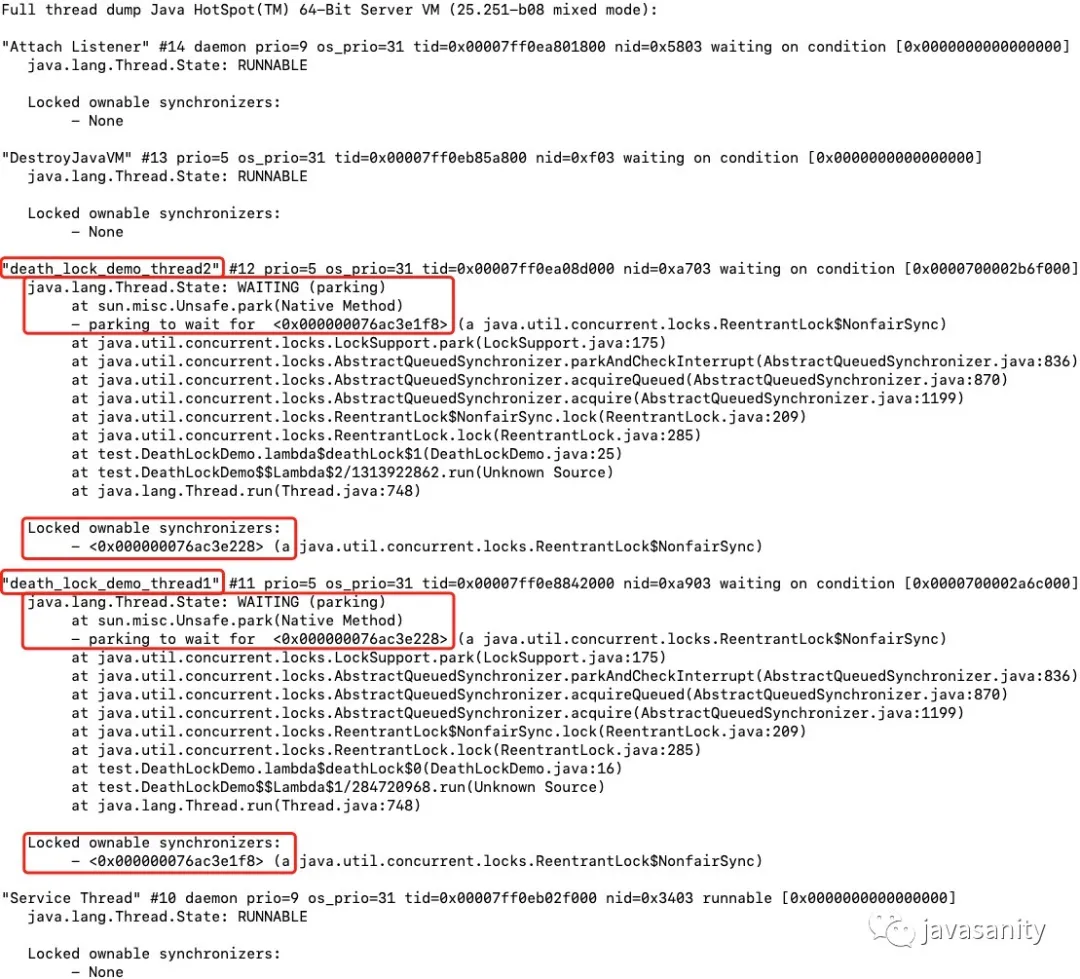 Full thread dump Java HotSpot(TM) 64-Bit Server VM (25.251-b08 mixed mode):
"Attach Listener" #14 daemon prio=9 os_prio=31 tid=0x00007ff0ea801800 nid=0x5803 waiting on condition [0x0000000000000000]
java.lang.Thread.State: RUNNABLE
Locked ownable synchronizers:
- None
"DestroyJavaVM" #13 prio=5 os_prio=31 tid=0x00007ff0eb85a800 nid=0xf03 waiting on condition [0x0000000000000000]
java.lang.Thread.State: RUNNABLE
Locked ownable synchronizers:
- None
"death_lock_demo_thread2" #12 prio=5 os_prio=31 tid=0x00007ff0ea08d000 nid=0xa703 waiting on condition [0x0000700002b6f000]
java.lang.Thread.State: WAITING (parking)
at sun.misc.Unsafe.park(Native Method)
- parking to wait for  <0x000000076ac3e1f8> (a java.util.concurrent.locks.ReentrantLock$NonfairSync)
at java.util.concurrent.locks.LockSupport.park(LockSupport.java:175)
at java.util.concurrent.locks.AbstractQueuedSynchronizer.parkAndCheckInterrupt(AbstractQueuedSynchronizer.java:836)
at java.util.concurrent.locks.AbstractQueuedSynchronizer.acquireQueued(AbstractQueuedSynchronizer.java:870)
at java.util.concurrent.locks.AbstractQueuedSynchronizer.acquire(AbstractQueuedSynchronizer.java:1199)
at java.util.concurrent.locks.ReentrantLock$NonfairSync.lock(ReentrantLock.java:209)
at java.util.concurrent.locks.ReentrantLock.lock(ReentrantLock.java:285)
at test.DeathLockDemo.lambda$deathLock$1(DeathLockDemo.java:25)
at test.DeathLockDemo$$Lambda$2/1313922862.run(Unknown Source)
at java.lang.Thread.run(Thread.java:748)
Locked ownable synchronizers:
- <0x000000076ac3e228> (a java.util.concurrent.locks.ReentrantLock$NonfairSync)
"death_lock_demo_thread1" #11 prio=5 os_prio=31 tid=0x00007ff0e8842000 nid=0xa903 waiting on condition [0x0000700002a6c000]
java.lang.Thread.State: WAITING (parking)
at sun.misc.Unsafe.park(Native Method)
- parking to wait for  <0x000000076ac3e228> (a java.util.concurrent.locks.ReentrantLock$NonfairSync)
at java.util.concurrent.locks.LockSupport.park(LockSupport.java:175)
at java.util.concurrent.locks.AbstractQueuedSynchronizer.parkAndCheckInterrupt(AbstractQueuedSynchronizer.java:836)
at java.util.concurrent.locks.AbstractQueuedSynchronizer.acquireQueued(AbstractQueuedSynchronizer.java:870)
at java.util.concurrent.locks.AbstractQueuedSynchronizer.acquire(AbstractQueuedSynchronizer.java:1199)
at java.util.concurrent.locks.ReentrantLock$NonfairSync.lock(ReentrantLock.java:209)
at java.util.concurrent.locks.ReentrantLock.lock(ReentrantLock.java:285)
at test.DeathLockDemo.lambda$deathLock$0(DeathLockDemo.java:16)
at test.DeathLockDemo$$Lambda$1/284720968.run(Unknown Source)
at java.lang.Thread.run(Thread.java:748)
Locked ownable synchronizers:
- <0x000000076ac3e1f8> (a java.util.concurrent.locks.ReentrantLock$NonfairSync)
"Service Thread" #10 daemon prio=9 os_prio=31 tid=0x00007ff0eb02f000 nid=0x3403 runnable [0x0000000000000000]
java.lang.Thread.State: RUNNABLE
javasanity
Locked ownable synchronizers:
- None